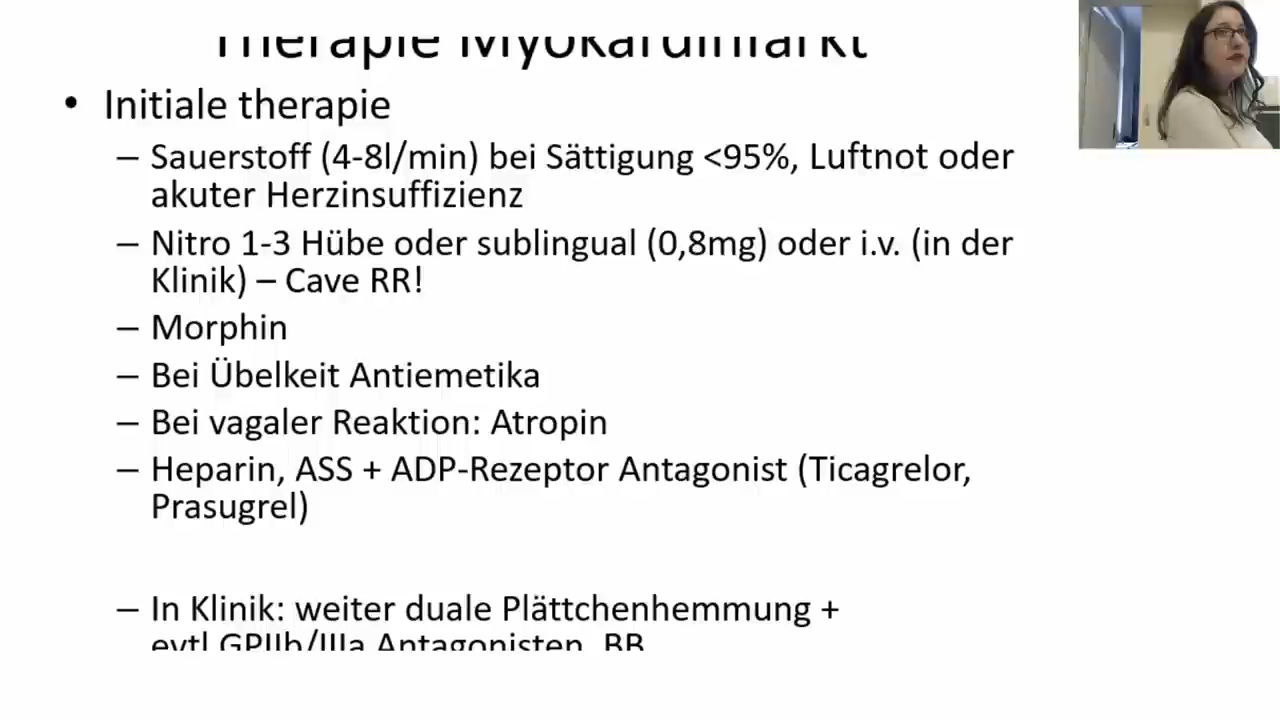 Therapie Myokardinfarkt
• Initiale therapie
– Sauerstoff (4-8l/min) bei Sättigung <95%, Luftnot oder
akuter Herzinsuffizienz
– Nitro 1-3 Hübe oder sublingual (0,8mg) oder i.v. (in der
Klinik) – Cave RR!
– Morphin
– Bei Übelkeit Antiemetika
– Bei vagaler Reaktion: Atropin
– Heparin, ASS + ADP-Rezeptor Antagonist (Ticagrelor,
Prasugrel)
– In Klinik: weiter duale Plättchenhemmung +
evtl GPIIb/IIIa Antagonisten, BB